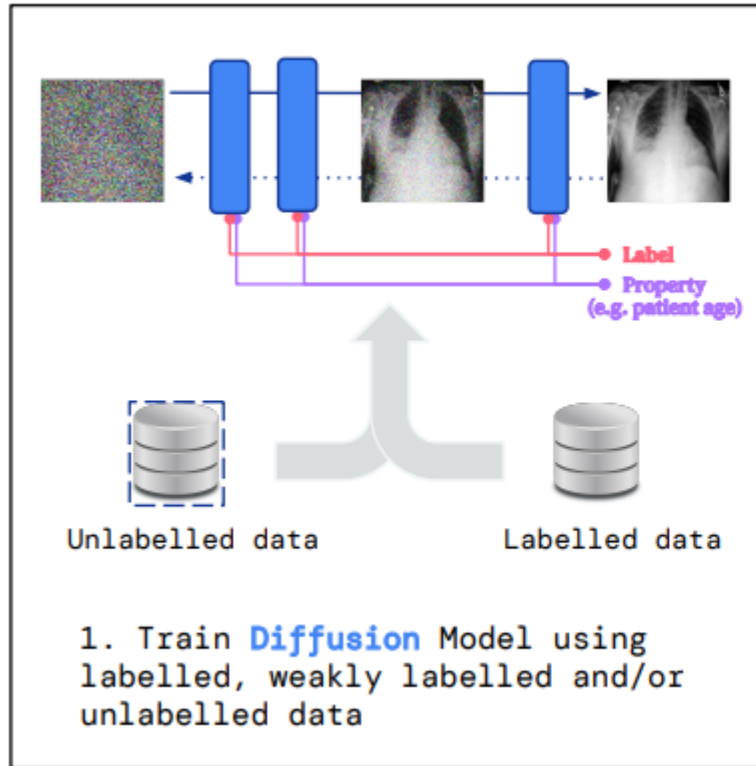 Label
Property
(e.g. patient age)
Unlabelled data
Labelled data
1. Train Diffusion Model using
labelled, weakly labelled and/or
unlabelled data